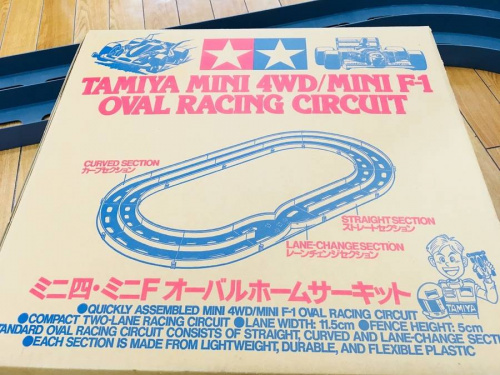 TAMIYA MINI 4WD/MINI F-1
OVAL RACING CIRCUIT
CURVED SECTION
カーブセクション
STRAIGHT SECTION
ストレートセクション
LANE-CHANGE SECTION
レーンチェンジセクション
ミニ四・ミニF オーバルホームサーキット
TAMIYA
●QUICKLY ASSEMBLED MINI 4WD/MINI F-1 OVAL RACING CIRCUIT
●COMPACT TWO-LANE RACING CIRCUIT ●LANE WIDTH: 11.5cm ●FENCE HEIGHT: 5cm
TANDARD OVAL RACING CIRCUIT CONSISTS OF STRAIGHT, CURVED AND LANE-CHANGE SECTI
●EACH SECTION IS MADE FROM LIGHTWEIGHT, DURABLE, AND FLEXIBLE PLASTIC